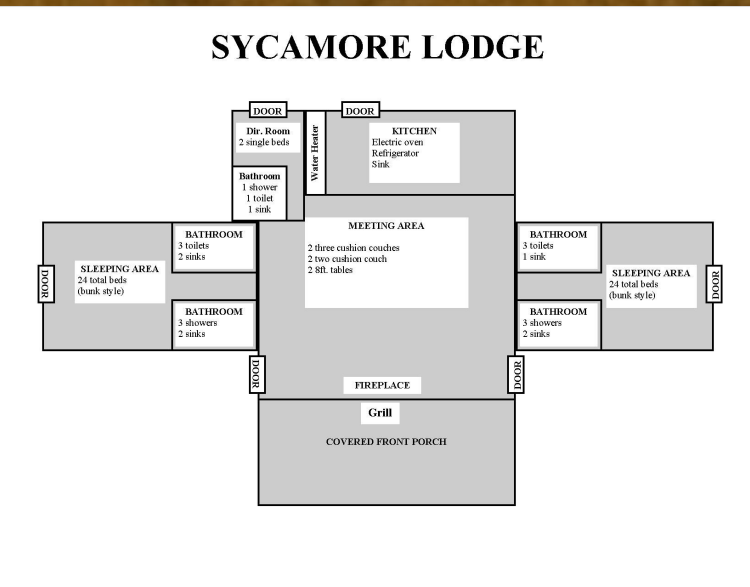 SYCAMORE LODGE
DOOR
DOOR
Dir. Room
2 single beds
Water Heater
KITCHEN
Electric oven
Refrigerator
Sink
Bathroom
1 shower
1 toilet
1 sink
BATHROOM
3 toilets
2 sinks
MEETING AREA
2 three cushion couches
2 two cushion couch
2 8ft. tables
BATHROOM
3 toilets
1 sink
DOOR
SLEEPING AREA
24 total beds
(bunk style)
SLEEPING AREA
24 total beds
(bunk style)
DOOR
BATHROOM
3 showers
2 sinks
BATHROOM
3 showers
2 sinks
DOOR
FIREPLACE
DOOR
Grill
COVERED FRONT PORCH